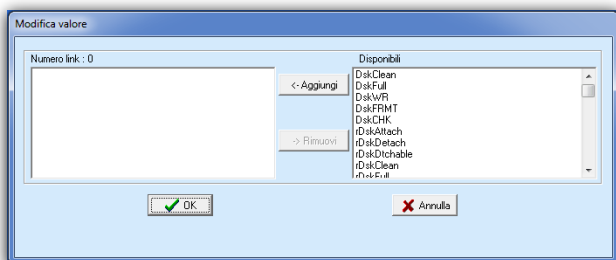 Modifica valore
Numero link : 0
Disponibili
<- Aggiungi
-> Rimuovi
DskClean
DskFull
DskWR
DskFRMT
DskCHK
rDskAttach
rDskDetach
rDskDtchable
rDskClean
rDskFull
OK
Annulla